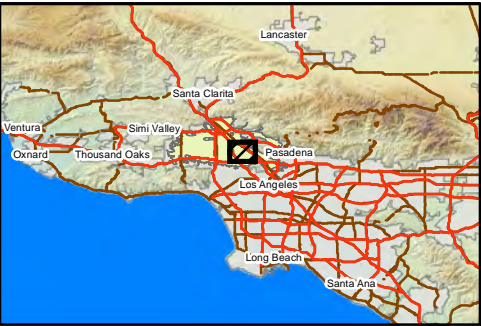 Lancaster
Santa Clarita
Ventura
Simi Valley
Oxnard
Thousand Oaks
Pasadena
Los Angeles
Long Beach
Santa Ana